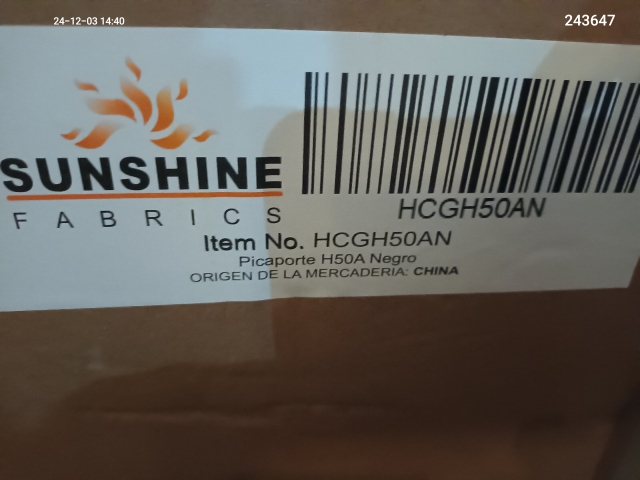 24-12-03 14:40
243647
SUNSHINE
FABRICS
HCGH50AN
Item No. HCGH50AN
Picaporte H50A Negro
ORIGEN DE LA MERCADERIA: CHINA